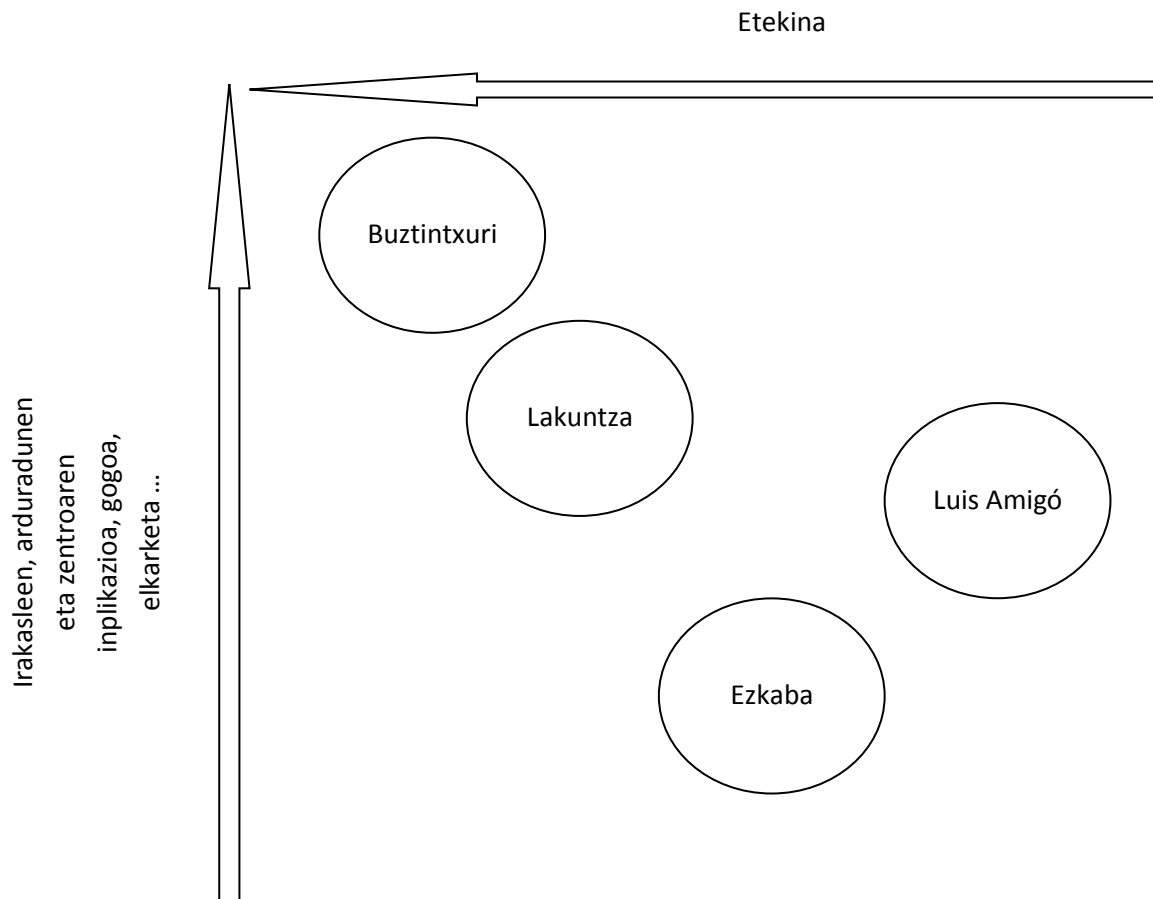 Etekina
Buztintxuri
Lakuntza
Luis Amigó
Ezkaba
Irakasleen, arduradunen
eta zentroaren
inplikazioa, gogoa,
elkarketa ...